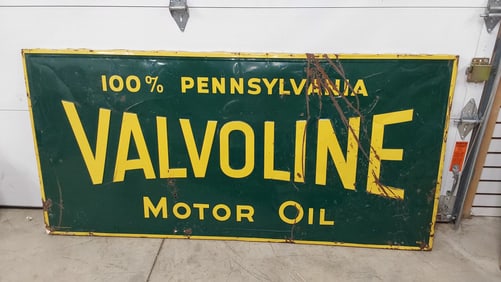 100% PENNSYLVANIA
VALVOLINE
MOTOR OIL